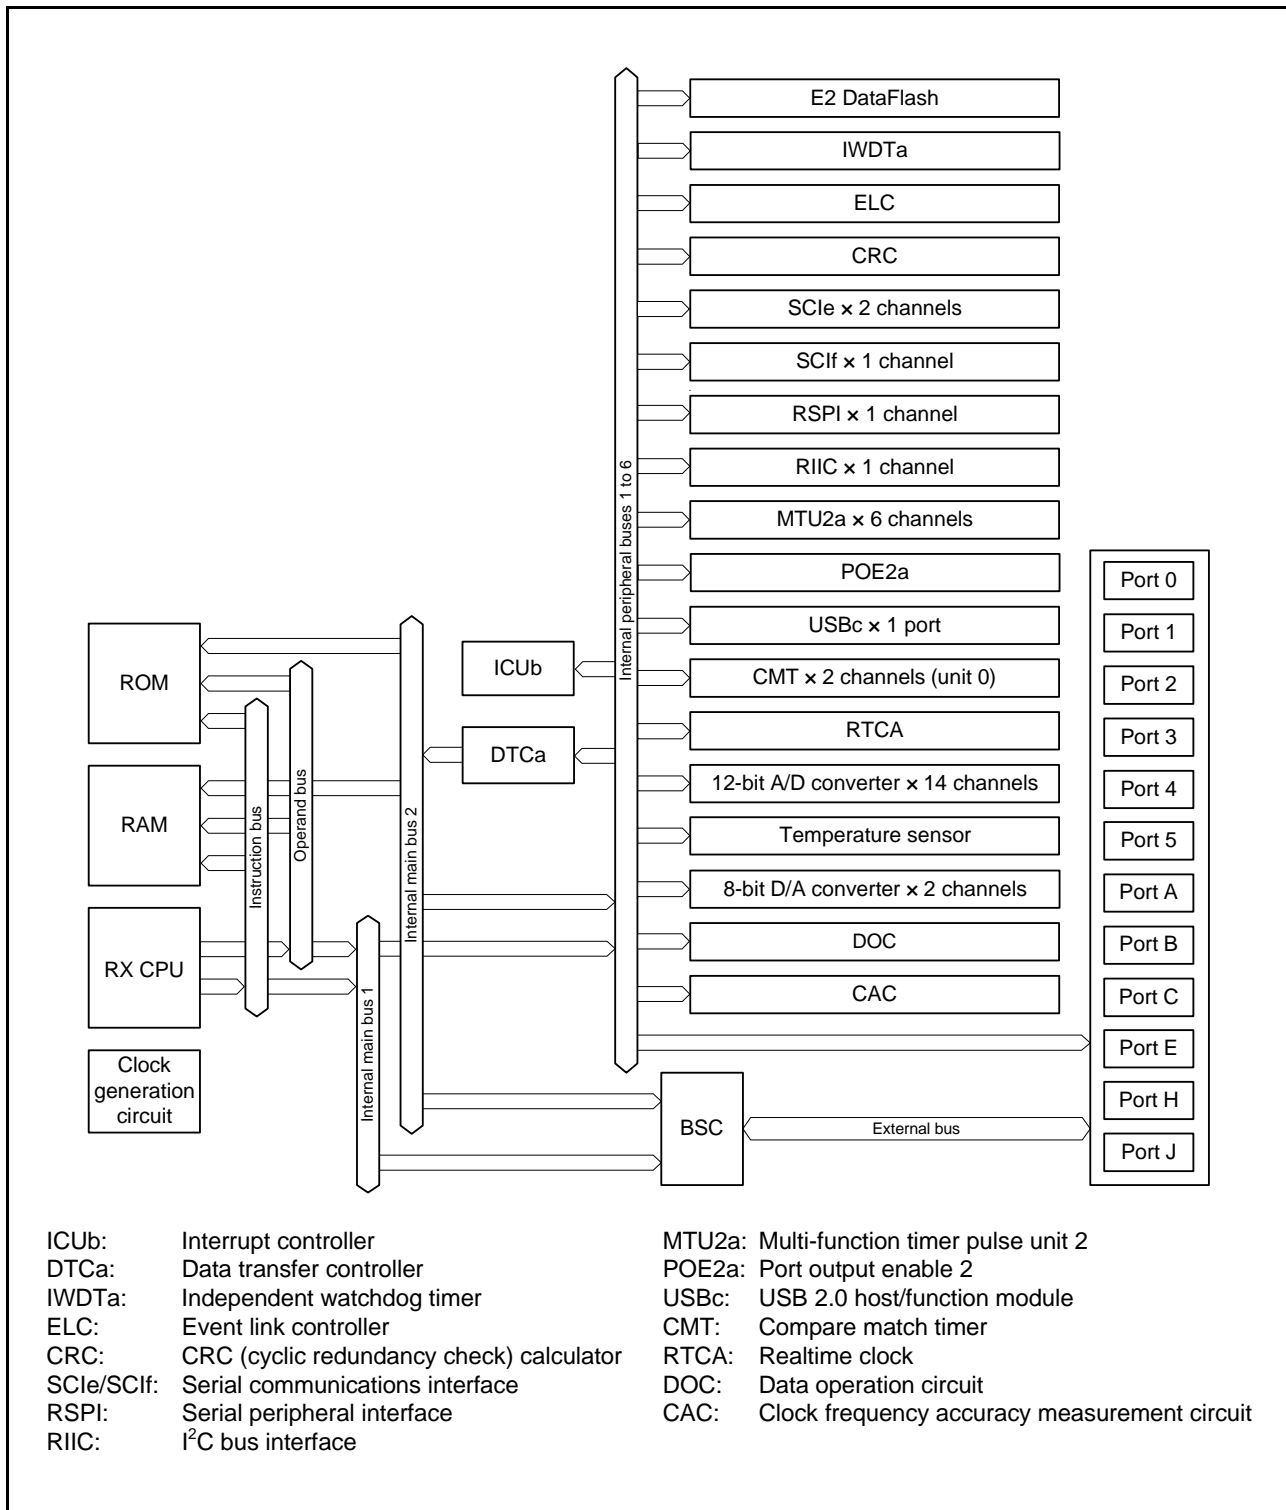 E2 DataFlash
IWDTa
ELC
CRC
SCIe × 2 channels
SCIf × 1 channel
RSPI × 1 channel
RIIC × 1 channel
MTU2a × 6 channels
POE2a
USBc × 1 port
CMT × 2 channels (unit 0)
RTCA
12-bit A/D converter × 14 channels
Temperature sensor
8-bit D/A converter × 2 channels
DOC
CAC
Internal peripheral buses 1 to 6
ICUb
DTCa
ROM
RAM
RX CPU
Clock
generation
circuit
Instruction bus
Operand bus
Internal main bus 1
Internal main bus 2
BSC
External bus
Port 0
Port 1
Port 2
Port 3
Port 4
Port 5
Port A
Port B
Port C
Port E
Port H
Port J
ICUb: Interrupt controller
DTCa: Data transfer controller
IWDTa: Independent watchdog timer
ELC: Event link controller
CRC: CRC (cyclic redundancy check) calculator
SCIe/SCIf: Serial communications interface
RSPI: Serial peripheral interface
RIIC: I²C bus interface
MTU2a: Multi-function timer pulse unit 2
POE2a: Port output enable 2
USBc: USB 2.0 host/function module
CMT: Compare match timer
RTCA: Realtime clock
DOC: Data operation circuit
CAC: Clock frequency accuracy measurement circuit